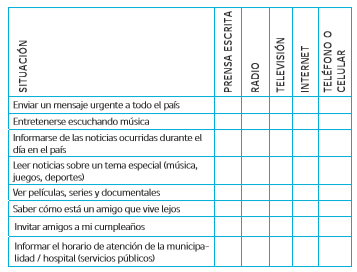 SITUACIÓN
PRENSA ESCRITA
RADIO
TELEVISIÓN
INTERNET
TELÉFONO O
CELULAR
Enviar un mensaje urgente a todo el país
Entretenerse escuchando música
Informarse de las noticias ocurridas durante el
día en el país
Leer noticias sobre un tema especial (música,
juegos, deportes)
Ver películas, series y documentales
Saber cómo está un amigo que vive lejos
Invitar amigos a mi cumpleaños
Informar el horario de atención de la municipa-
lidad / hospital (servicios públicos)